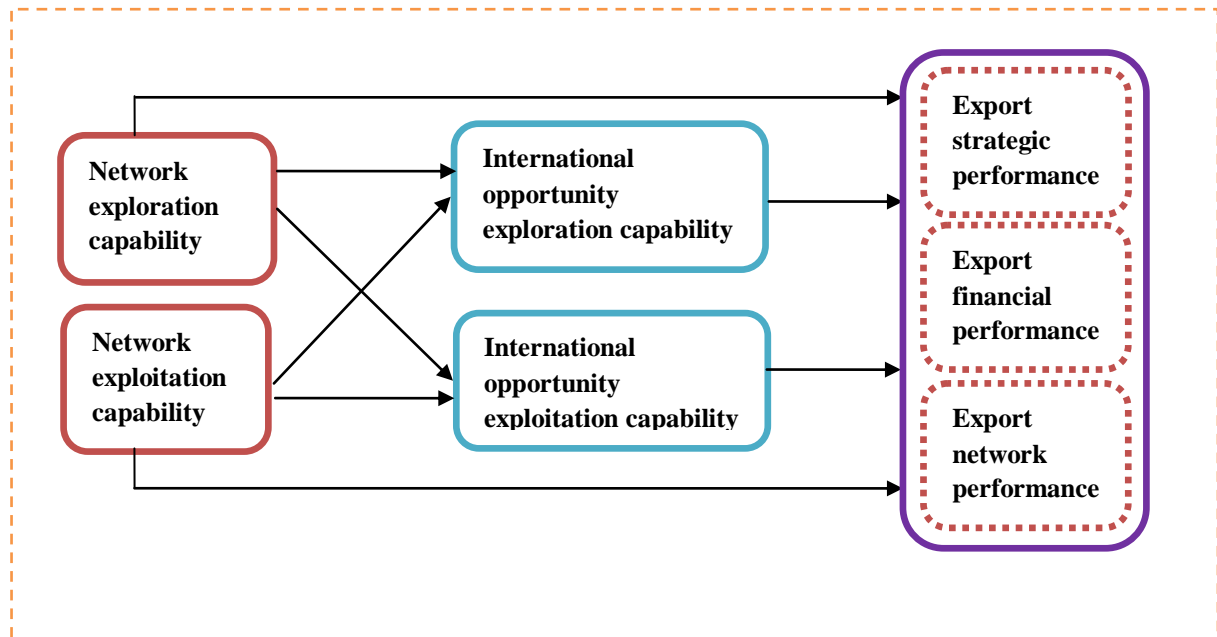 Network
exploration
capability
Network
exploitation
capability
International
opportunity
exploration capability
International
opportunity
exploitation capability
Export
strategic
performance
Export
financial
performance
Export
network
performance